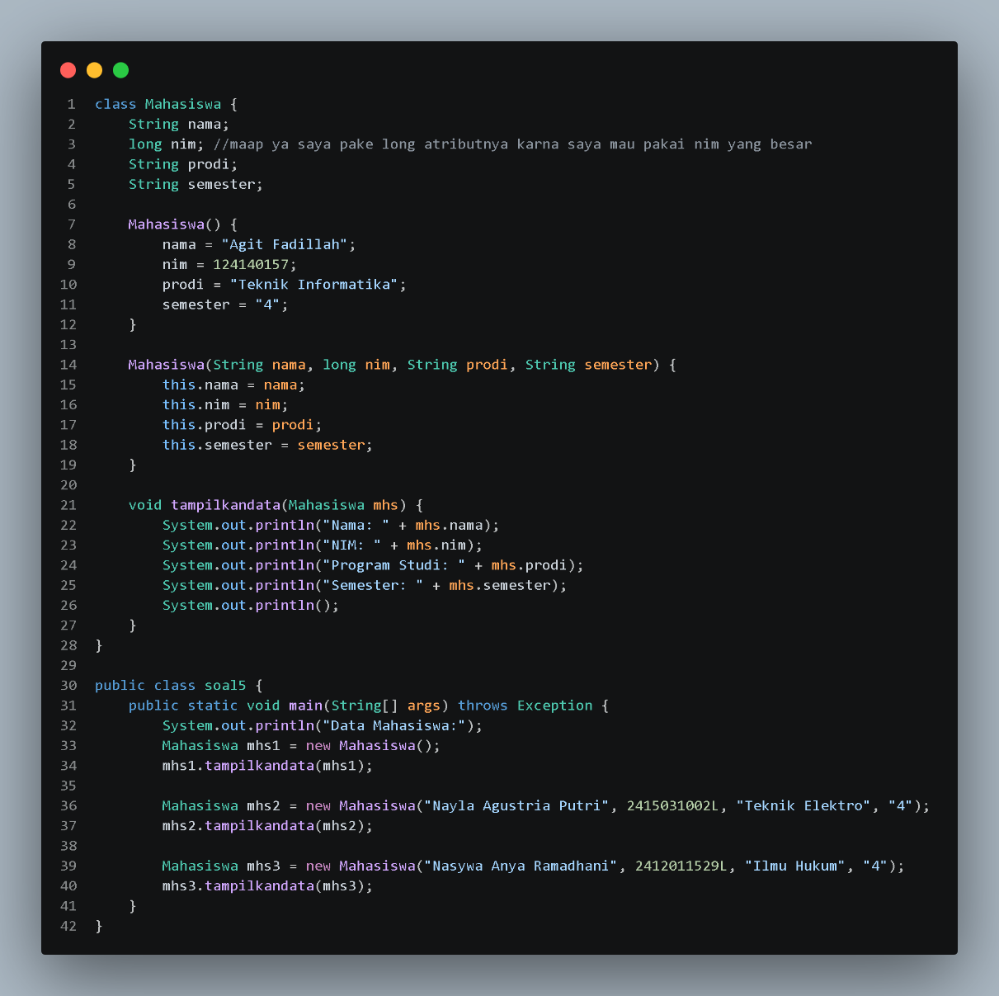 1 class Mahasiswa {
2     String nama;
3     long nim; //maap ya saya pake long atributnya karna saya mau pakai nim yang besar
4     String prodi;
5     String semester;
6
7     Mahasiswa() {
8         nama = "Agit Fadillah";
9         nim = 124140157;
10         prodi = "Teknik Informatika";
11         semester = "4";
12     }
13
14     Mahasiswa(String nama, long nim, String prodi, String semester) {
15         this.nama = nama;
16         this.nim = nim;
17         this.prodi = prodi;
18         this.semester = semester;
19     }
20
21     void tampilkandata(Mahasiswa mhs) {
22         System.out.println("Nama: " + mhs.nama);
23         System.out.println("NIM: " + mhs.nim);
24         System.out.println("Program Studi: " + mhs.prodi);
25         System.out.println("Semester: " + mhs.semester);
26         System.out.println();
27     }
28 }
29
30 public class soal5 {
31     public static void main(String[] args) throws Exception {
32         System.out.println("Data Mahasiswa:");
33         Mahasiswa mhs1 = new Mahasiswa();
34         mhs1.tampilkandata(mhs1);
35
36         Mahasiswa mhs2 = new Mahasiswa("Nayla Agustria Putri", 2415031002L, "Teknik Elektro", "4");
37         mhs2.tampilkandata(mhs2);
38
39         Mahasiswa mhs3 = new Mahasiswa("Nasywa Anya Ramadhani", 2412011529L, "Ilmu Hukum", "4");
40         mhs3.tampilkandata(mhs3);
41     }
42 }